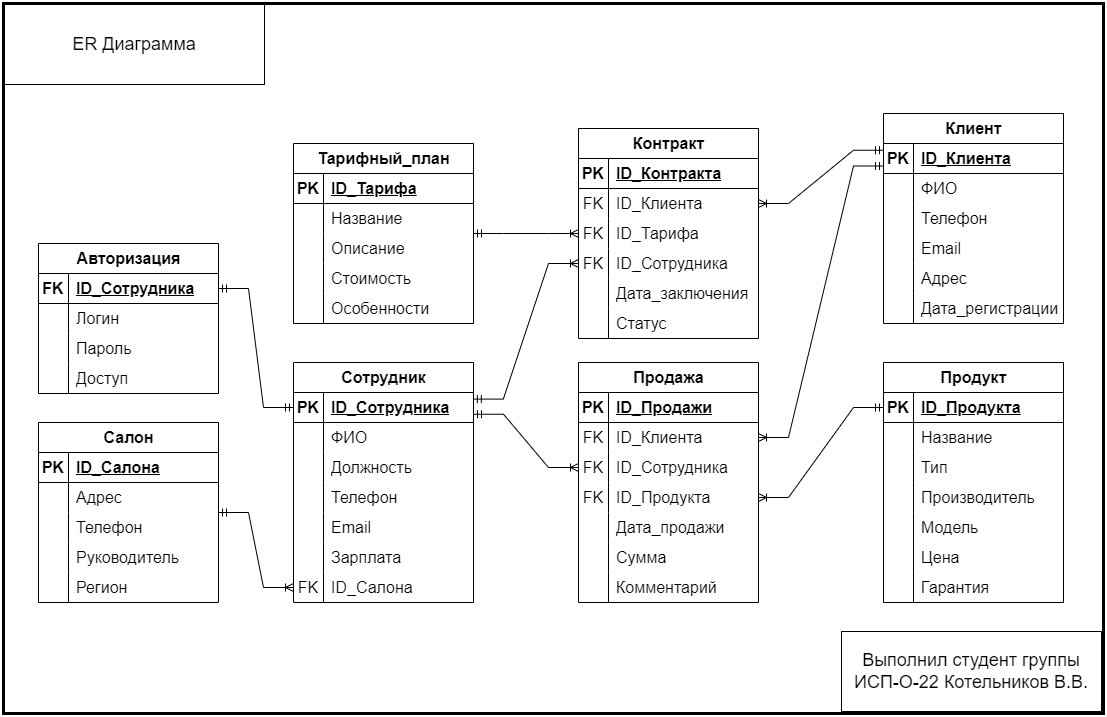 ER Диаграмма
Тарифный_план
PK ID_Тарифа
Название
Описание
Стоимость
Особенности
Контракт
PK ID_Контракта
FK ID_Клиента
FK ID_Тарифа
FK ID_Сотрудника
Дата_заключения
Статус
Клиент
PK ID_Клиента
ФИО
Телефон
Email
Адрес
Дата_регистрации
Авторизация
FK ID_Сотрудника
Логин
Пароль
Доступ
Салон
PK ID_Салона
Адрес
Телефон
Руководитель
Регион
Сотрудник
PK ID_Сотрудника
ФИО
Должность
Телефон
Email
Зарплата
FK ID_Салона
Продажа
PK ID_Продажи
FK ID_Клиента
FK ID_Сотрудника
FK ID_Продукта
Дата_продажи
Сумма
Комментарий
Продукт
PK ID_Продукта
Название
Тип
Производитель
Модель
Цена
Гарантия
Выполнил студент группы
ИСП-О-22 Котельников В.В.